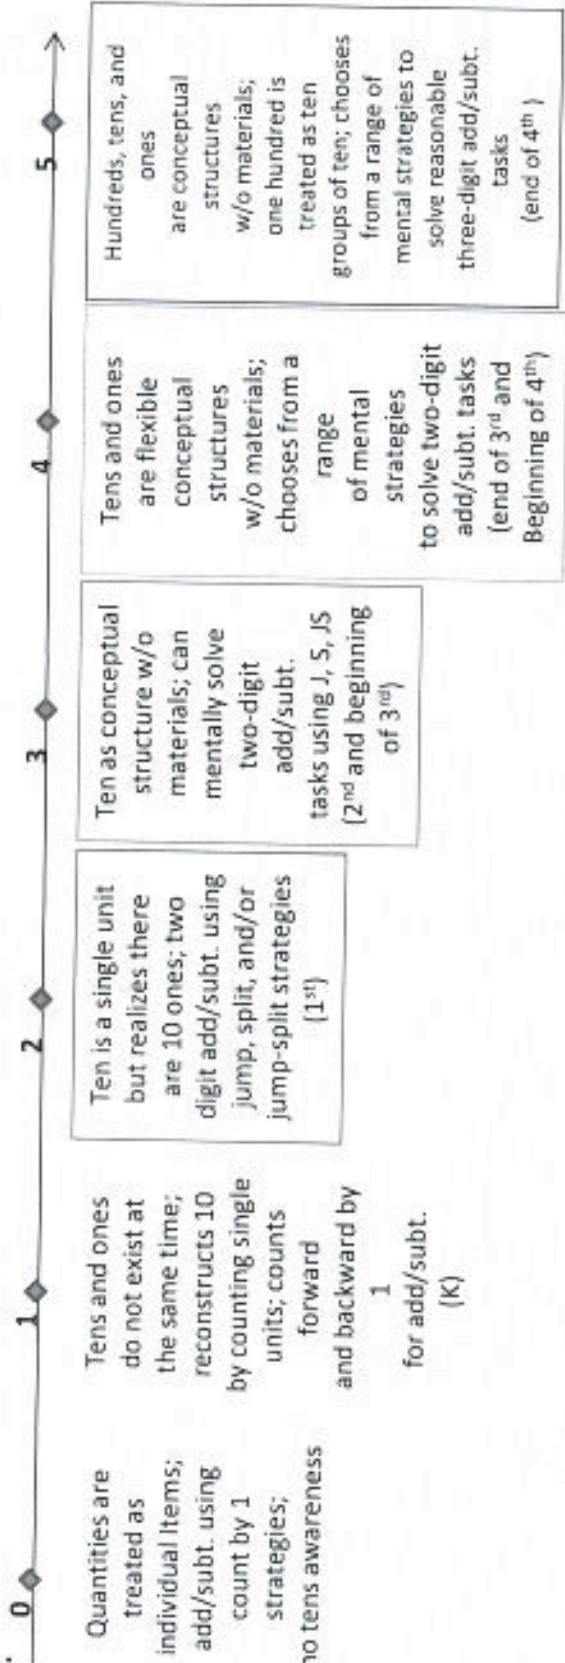 0
Quantities are
treated as
individual Items;
add/subt. using
count by 1
strategies;
no tens awareness
1
Tens and ones
do not exist at
the same time;
reconstructs 10
by counting single
units; counts
forward
and backward by
1
for add/subt.
(K)
2
Ten is a single unit
but realizes there
are 10 ones; two
digit add/subt. using
jump, split, and/or
jump-split strategies
(1st)
3
Ten as conceptual
structure w/o
materials; can
mentally solve
two-digit
add/subt.
tasks using J, S, JS
(2nd and beginning
of 3rd)
4
Tens and ones
are flexible
conceptual
structures
w/o materials;
chooses from a
range
of mental
strategies
to solve two-digit
add/subt. tasks
(end of 3rd and
Beginning of 4th)
5
Hundreds, tens, and
ones
are conceptual
structures
w/o materials;
one hundred is
treated as ten
groups of ten; chooses
from a range of
mental strategies to
solve reasonable
three-digit add/subt.
tasks
(end of 4th )